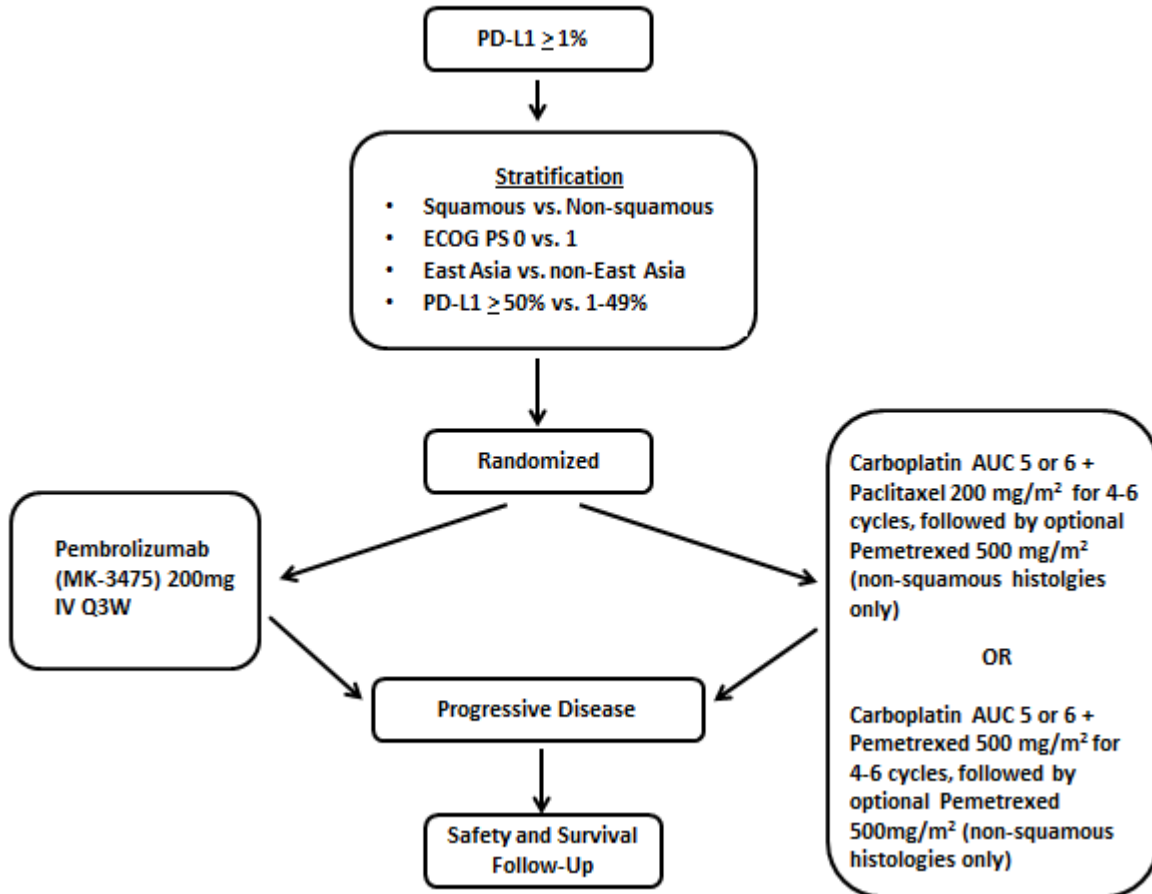 PD-L1 ≥ 1%
Stratification
• Squamous vs. Non-squamous
• ECOG PS 0 vs. 1
• East Asia vs. non-East Asia
• PD-L1 ≥ 50% vs. 1-49%
Randomized
Pembrolizumab
(MK-3475) 200mg
IV Q3W
Carboplatin AUC 5 or 6 +
Paclitaxel 200 mg/m² for 4-6
cycles, followed by optional
Pemetrexed 500 mg/m²
(non-squamous histolgies
only)
OR
Carboplatin AUC 5 or 6 +
Pemetrexed 500 mg/m² for
4-6 cycles, followed by
optional Pemetrexed
500mg/m² (non-squamous
histologies only)
Progressive Disease
Safety and Survival
Follow-Up